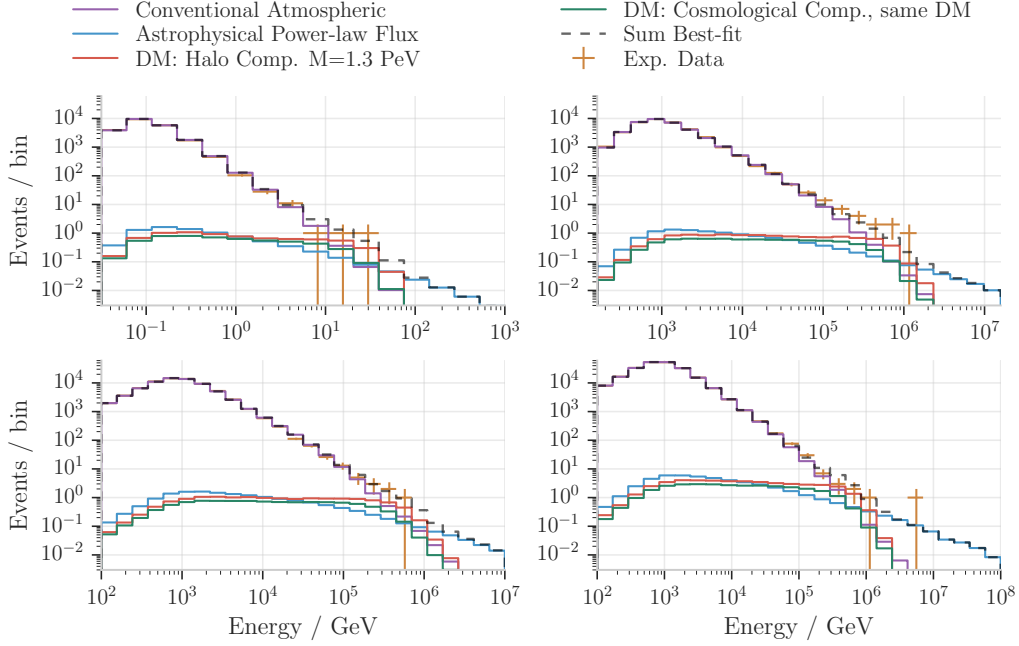 Conventional Atmospheric
Astrophysical Power-law Flux
DM: Halo Comp. M=1.3 PeV
DM: Cosmological Comp., same DM
Sum Best-fit
Exp. Data
Events / bin
10^4
10^3
10^2
10^1
10^0
10^-1
10^-2
10^-1 10^0 10^1 10^2 10^3
10^4
10^3
10^2
10^1
10^0
10^-1
10^-2
10^3 10^4 10^5 10^6 10^7
Events / bin
10^4
10^3
10^2
10^1
10^0
10^-1
10^-2
10^2 10^3 10^4 10^5 10^6 10^7
Energy / GeV
10^4
10^3
10^2
10^1
10^0
10^-1
10^-2
10^2 10^3 10^4 10^5 10^6 10^7 10^8
Energy / GeV